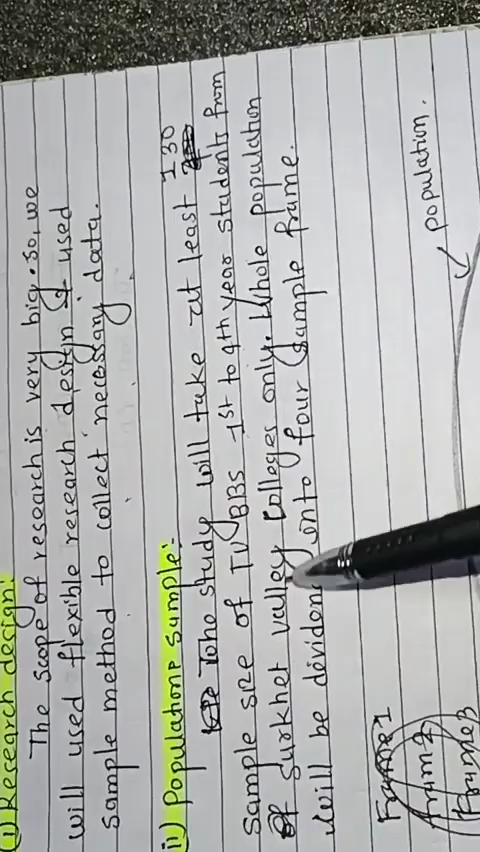 i) Research design:
The scope of research is very big. so, we
will used flexible research design & used
sample method to collect necessary data.
ii) Population & sample:
The study will take at least 130
sample size of TU BBS 1st to 4th year students from
of surkhet valley colleges only. Whole population
will be dividen onto four sample frame.
population.
Frame 1
Frame 2
Frame 3